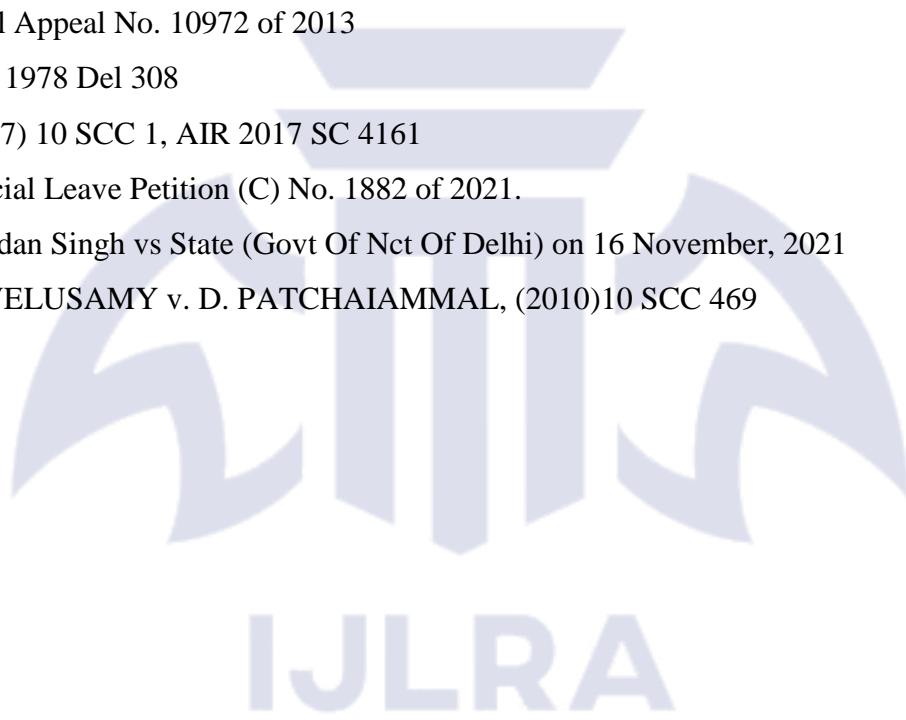 l Appeal No. 10972 of 2013
1978 Del 308
7) 10 SCC 1, AIR 2017 SC 4161
cial Leave Petition (C) No. 1882 of 2021.
dan Singh vs State (Govt Of Nct Of Delhi) on 16 November, 2021
VELUSAMY v. D. PATCHAIAMMAL, (2010)10 SCC 469
IJLRA